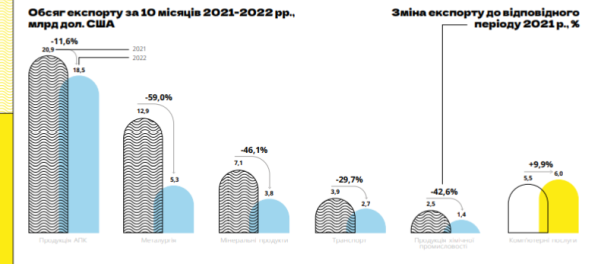 Обсяг експорту за 10 місяців 2021-2022 рр.,
млрд дол. США
Зміна експорту до відповідного
періоду 2021 р., %
-11,6%
20,9
2021
2022
18,5
-59,0%
12,9
5,3
-46,1%
7,1
3,8
-29,7%
3,9
2,7
-42,6%
2,5
1,4
+9,9%
5,5
6,0
Продукція АПК
Металургія
Мінеральні продукти
Транспорт
Продукція хімічної
промисловості
Комп'ютерні послуги